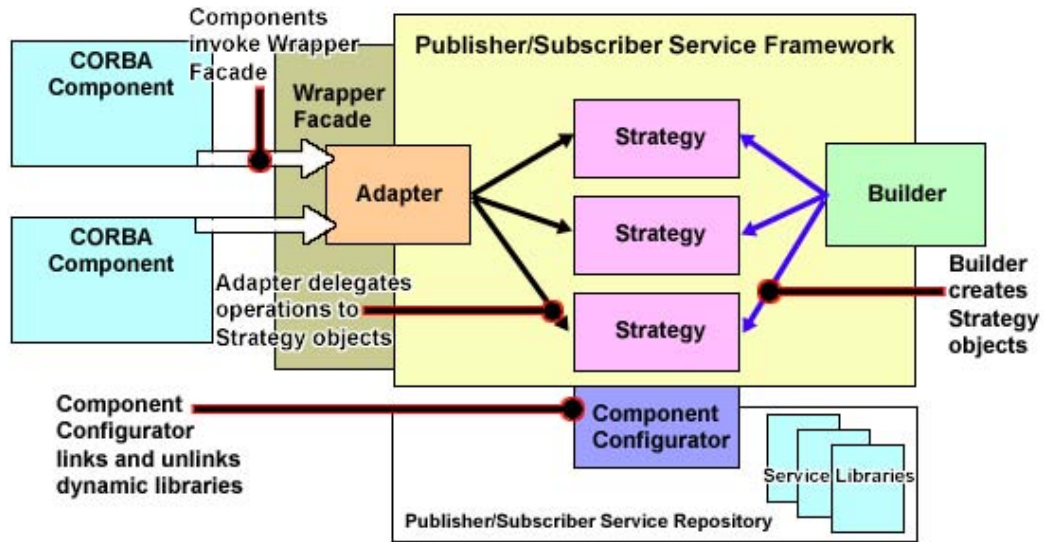 Components
invoke Wrapper
Facade
CORBA
Component
Publisher/Subscriber Service Framework
Wrapper
Facade
Strategy
Adapter
Builder
Strategy
CORBA
Component
Adapter delegates
operations to
Strategy objects
Strategy
Builder
creates
Strategy
objects
Component
Configurator
links and unlinks
dynamic libraries
Component
Configurator
Service Libraries
Publisher/Subscriber Service Repository